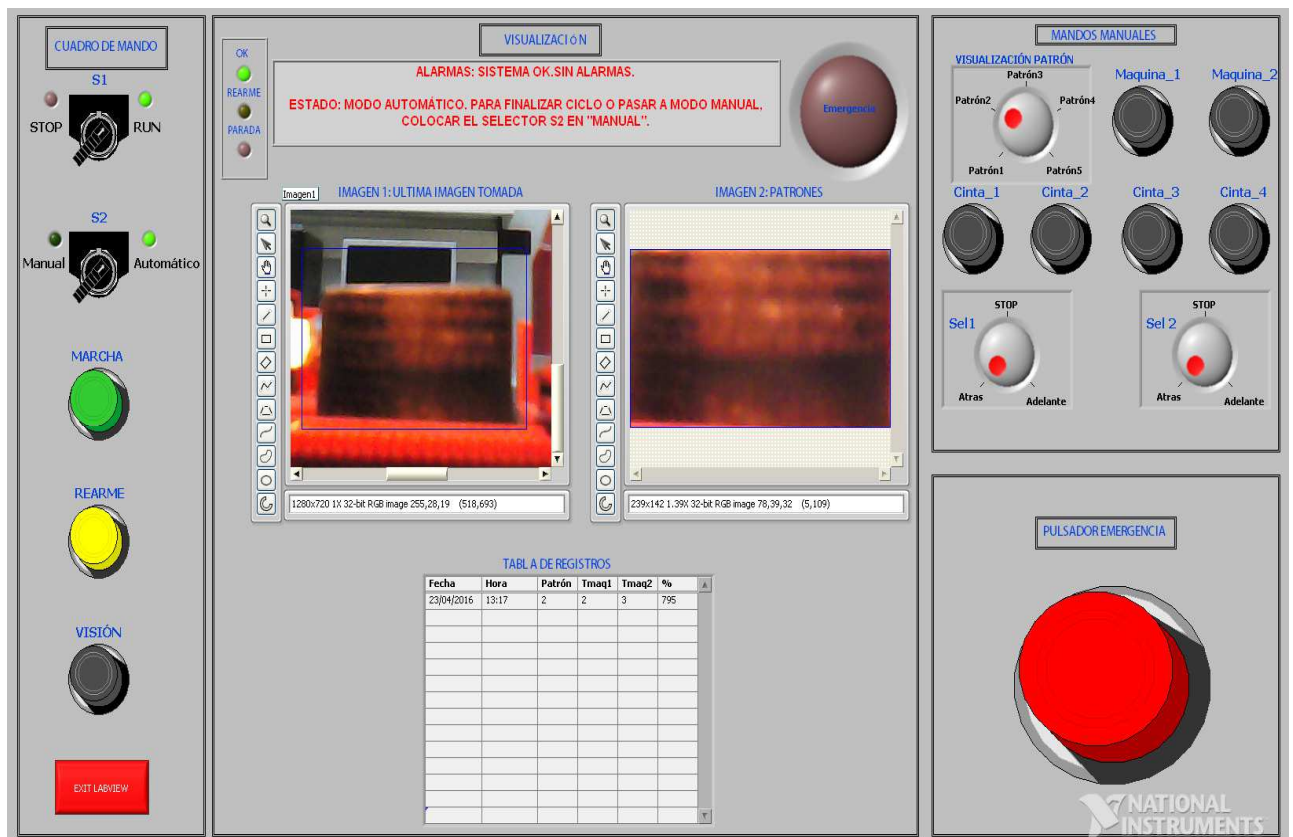 CUADRO DE MANDO
S1
STOP
RUN
S2
Manual
Automático
MARCHA
REARME
VISIÓN
EXIT LABVIEW
VISUALIZACIÓN
OK
REARME
PARADA
ALARMAS: SISTEMA OK.SIN ALARMAS.
ESTADO: MODO AUTOMÁTICO. PARA FINALIZAR CICLO O PASAR A MODO MANUAL,
COLOCAR EL SELECTOR S2 EN "MANUAL".
Emergencia
Imagen1
IMAGEN 1: ULTIMA IMAGEN TOMADA
IMAGEN 2: PATRONES
1280x720 1X 32-bit RGB image 255,28,19 (518,693)
239x142 1.39X 32-bit RGB image 78,39,32 (5,109)
TABLA DE REGISTROS
Fecha Hora Patrón Tmaq1 Tmaq2 %
23/04/2016 13:17 2 2 3 795
MANDOS MANUALES
VISUALIZACIÓN PATRÓN
Patrón3
Patrón2
Patrón4
Patrón1
Patrón5
Maquina_1
Maquina_2
Cinta_1
Cinta_2
Cinta_3
Cinta_4
Sel1
STOP
Atras
Adelante
Sel 2
STOP
Atras
Adelante
PULSADOR EMERGENCIA
NATIONAL
INSTRUMENTS